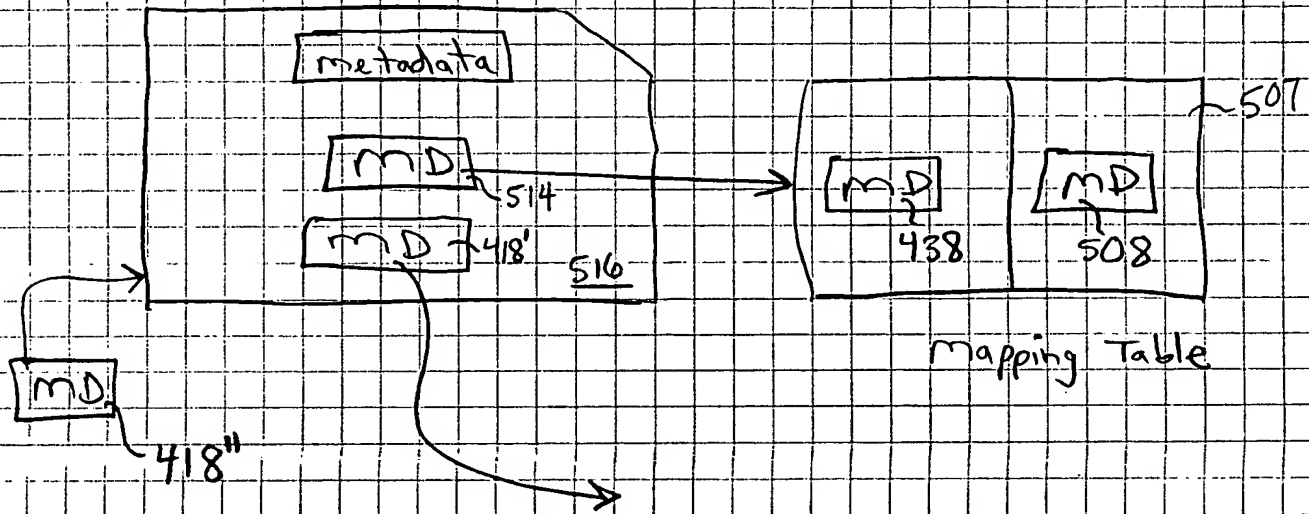 metadata
MD
514
MD
418'
516
MD
418"
507
MD
438
MD
508
Mapping Table